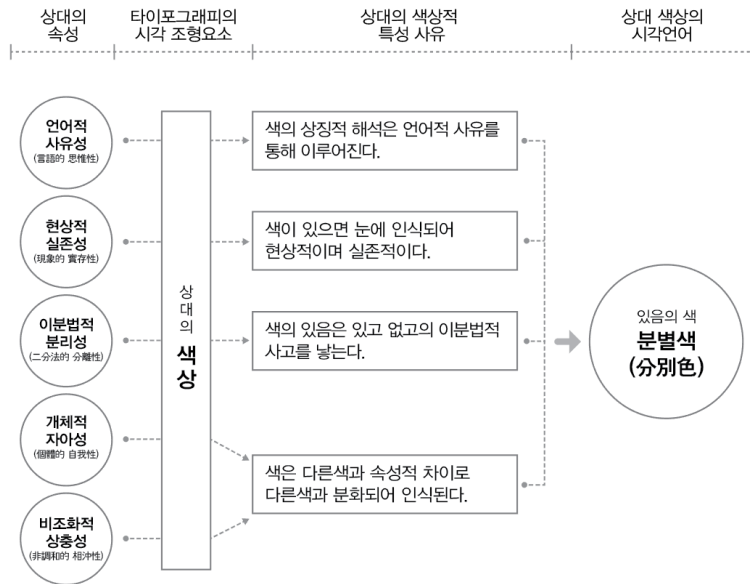 상대의
속성
타이포그래피의
시각 조형요소
상대의 색상적
특성 사유
상대 색상의
시각언어
언어적
사유성
(言語的 思惟性)
현상적
실존성
(現象的 實存性)
이분법적
분리성
(二分法的 分離性)
개체적
자아성
(個體的 自我性)
비조화적
상충성
(非調和的 相沖性)
상대의 색상
색의 상징적 해석은 언어적 사유를
통해 이루어진다.
색이 있으면 눈에 인식되어
현상적이며 실존적이다.
색의 있음은 있고 없고의 이분법적
사고를 낳는다.
색은 다른색과 속성적 차이로
다른색과 분화되어 인식된다.
있음의 색
분별색
(分別色)